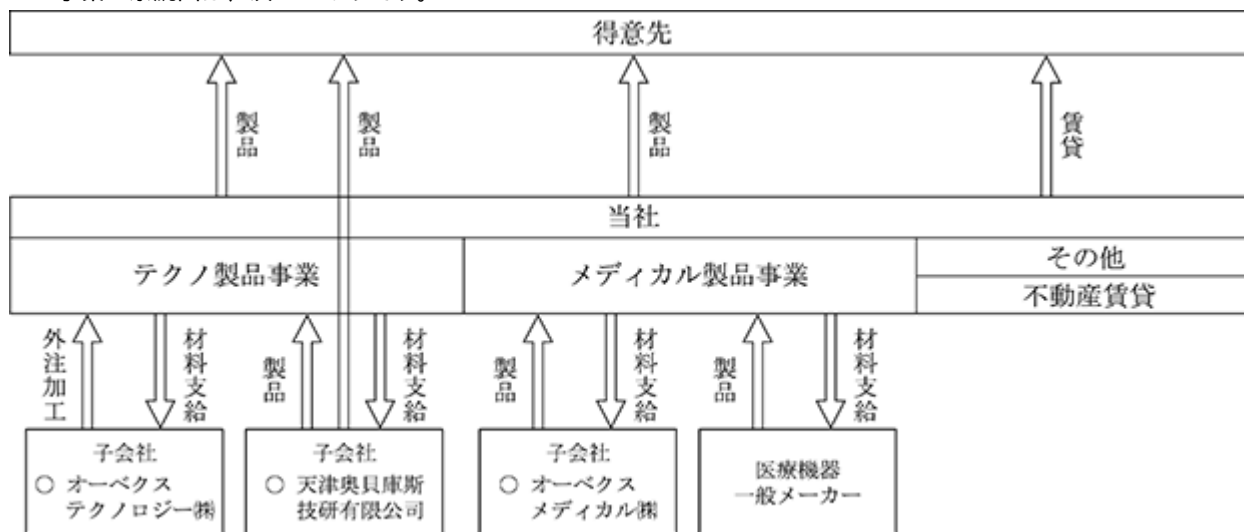 得意先
製品
製品
製品
賃貸
当社
テクノ製品事業
メディカル製品事業
その他
不動産賃貸
外注加工
材料支給
製品
材料支給
製品
材料支給
製品
材料支給
子会社
○ オーベクス
テクノロジー㈱
子会社
○ 天津奥貝庫斯
技研有限公司
子会社
○ オーベクス
メディカル㈱
医療機器
一般メーカー